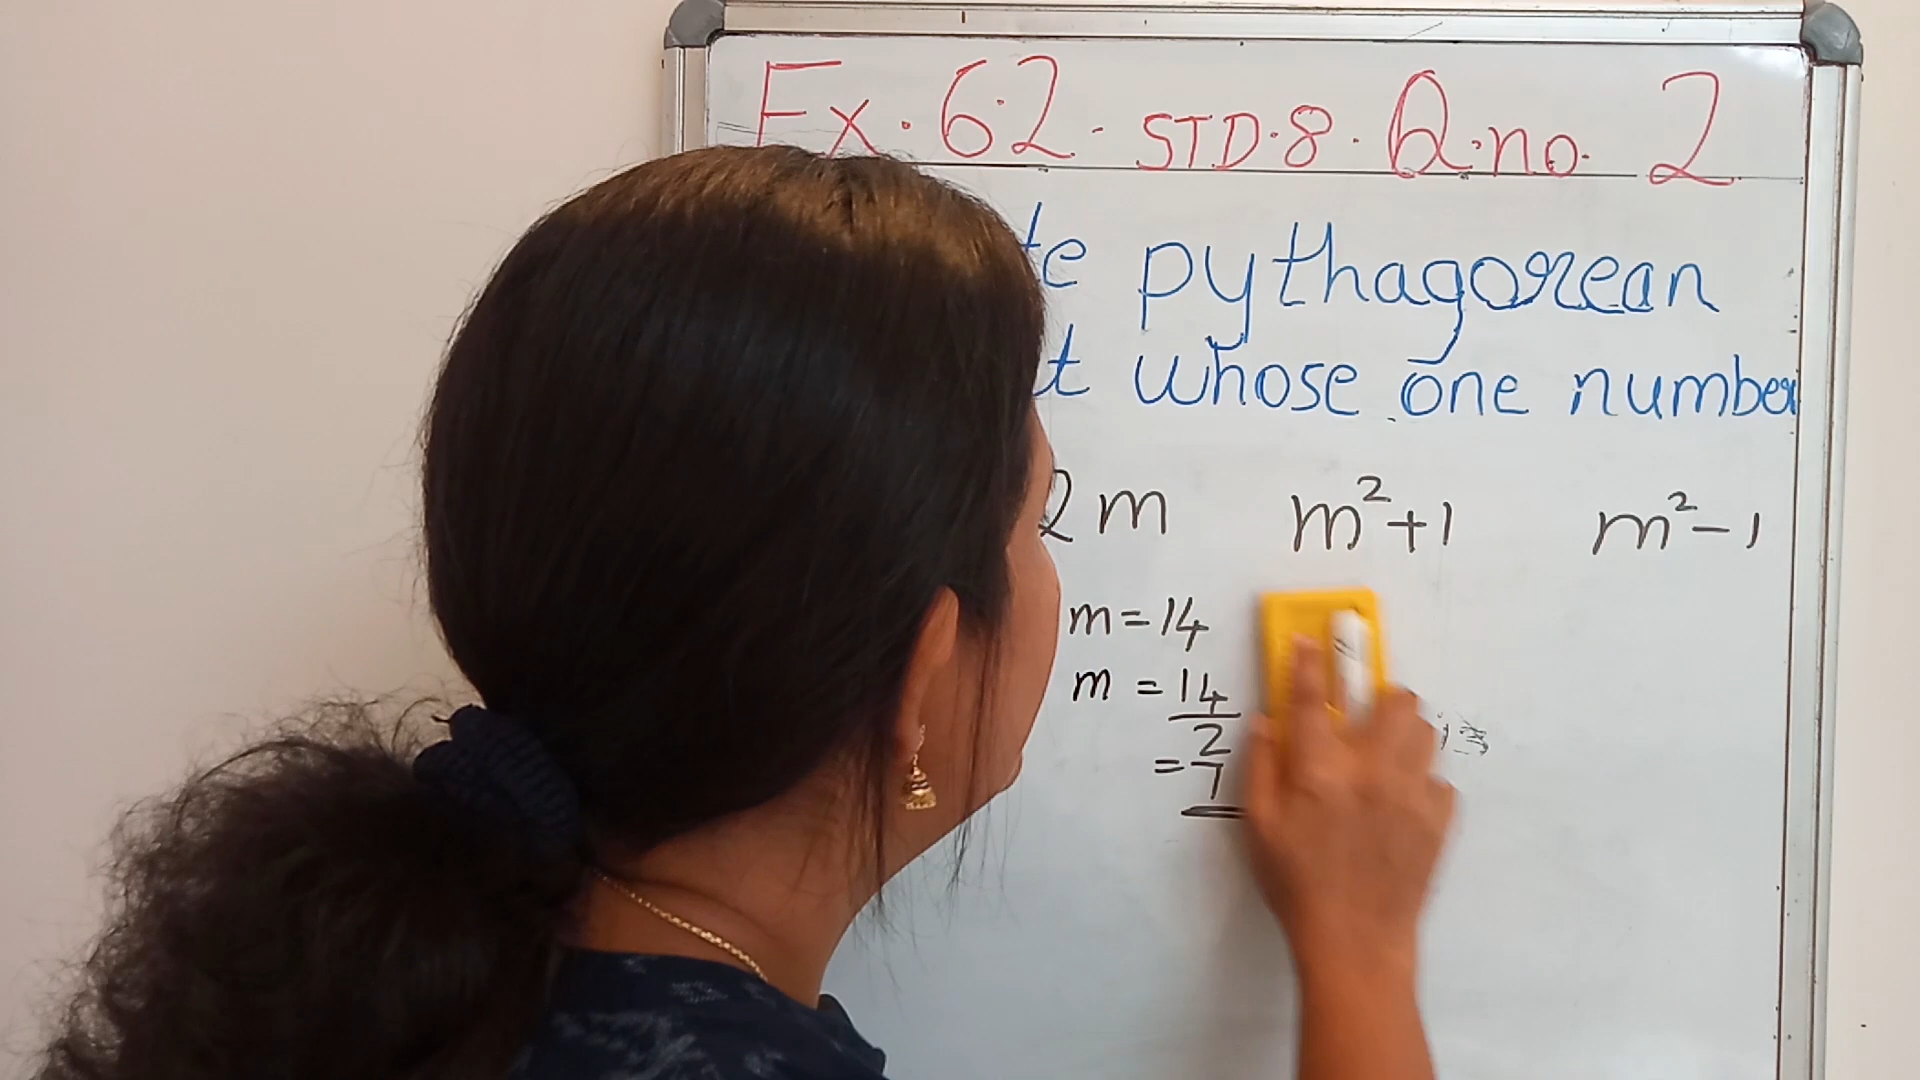 Ex. 6.2. STD.8. Q.no. 2
te pythagorean
t whose one number
2m m²+1 m²-1
m=14
m = 14
2
= 7